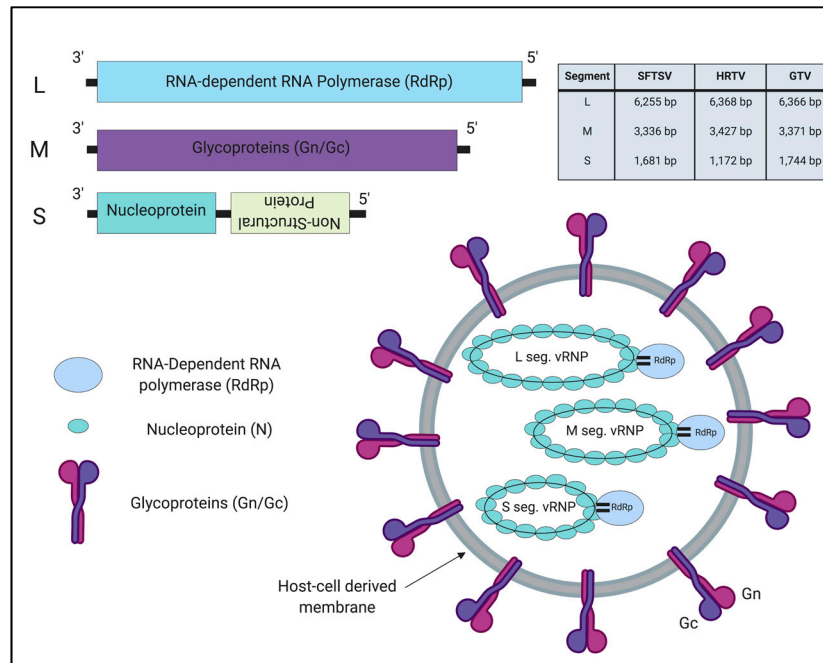 3' 5'
L RNA-dependent RNA Polymerase (RdRp)
3' 5'
M Glycoproteins (Gn/Gc)
3' 5'
S Nucleoprotein Non-Structural
Protein
Segment SFTSV HRTV GTV
L 6,255 bp 6,368 bp 6,366 bp
M 3,336 bp 3,427 bp 3,371 bp
S 1,681 bp 1,172 bp 1,744 bp
RNA-Dependent RNA
polymerase (RdRp)
Nucleoprotein (N)
Glycoproteins (Gn/Gc)
L seg. vRNP RdRp
M seg. vRNP RdRp
S seg. vRNP RdRp
Host-cell derived
membrane
Gn
Gc